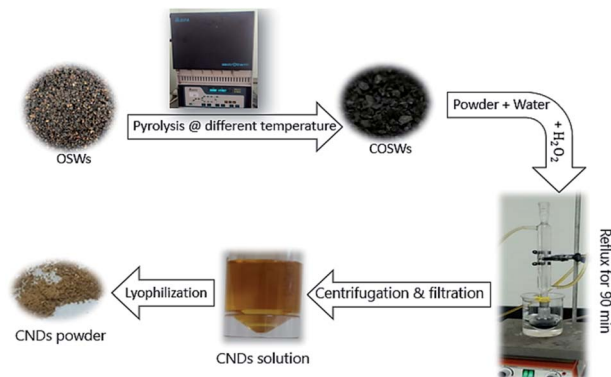 OSWs
Pyrolysis @ different temperature
COSWs
Powder + Water
+ H₂O₂
Reflux for 90 min
Centrifugation & filtration
CNDs solution
Lyophilization
CNDs powder